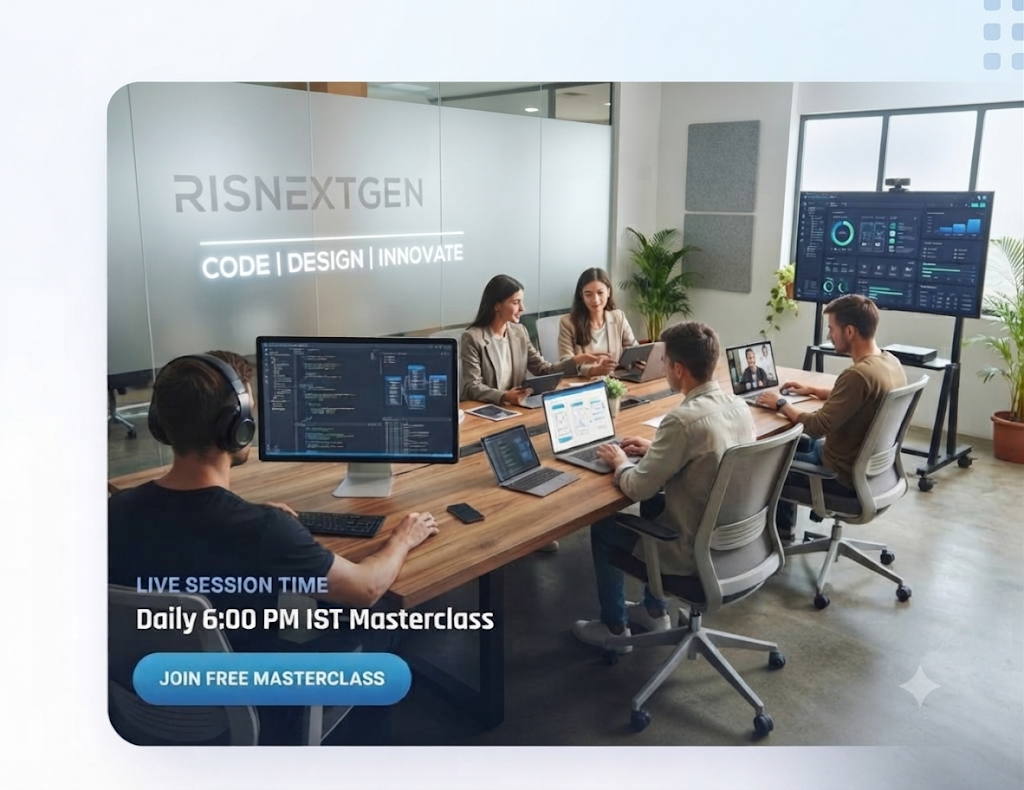 RISNEXTGEN
CODE | DESIGN | INNOVATE
LIVE SESSION TIME
Daily 6:00 PM IST Masterclass
JOIN FREE MASTERCLASS